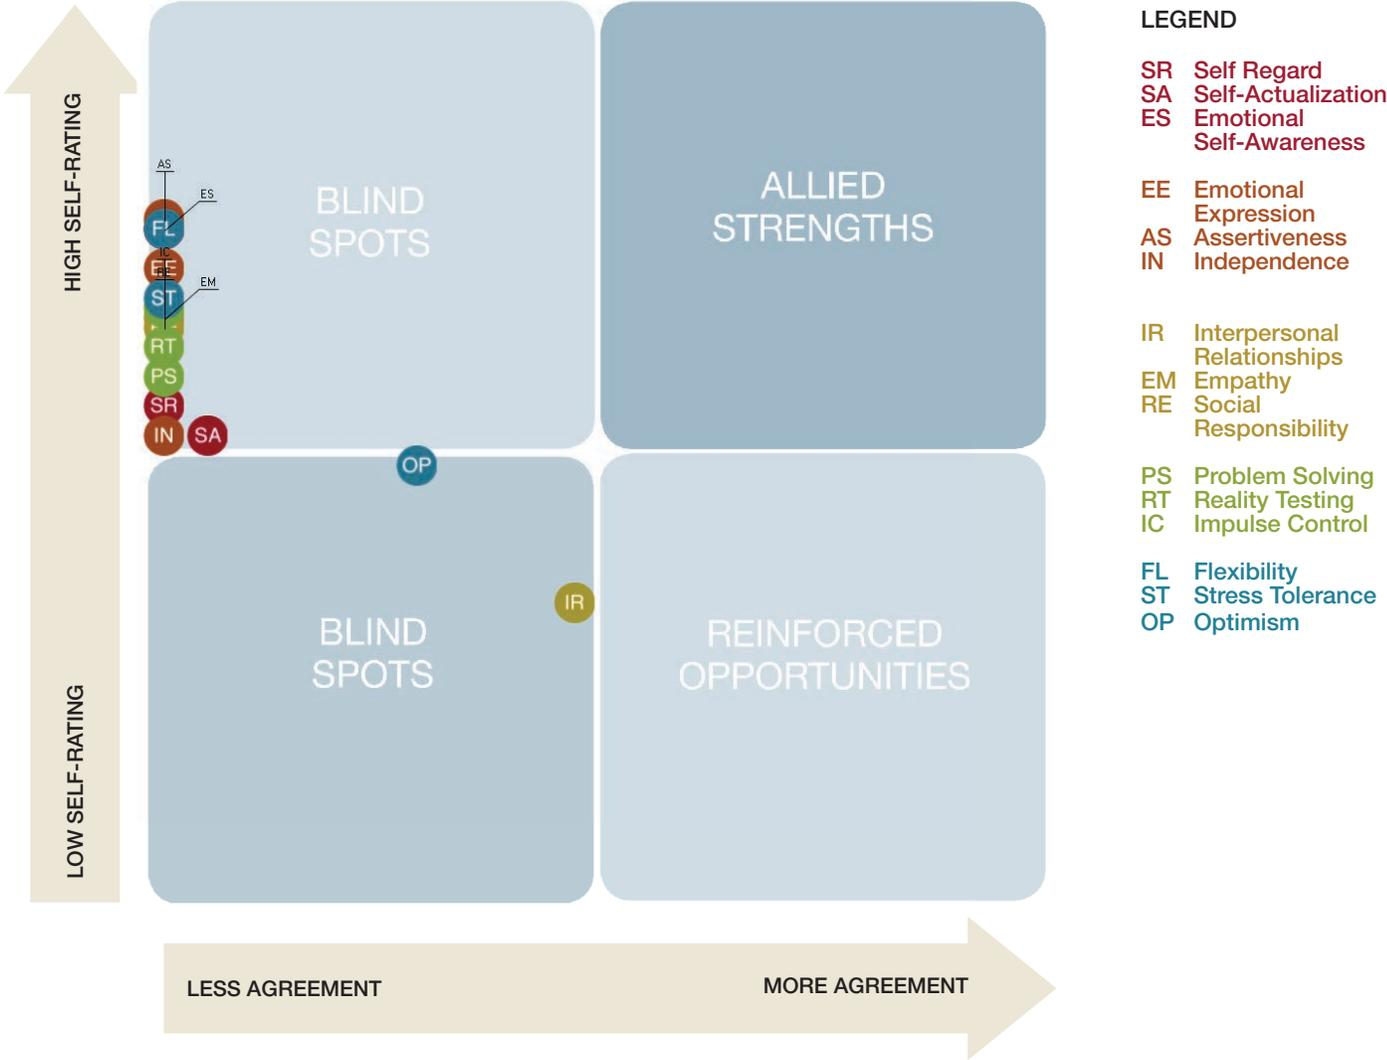 LEGEND
SR Self Regard
SA Self-Actualization
ES Emotional
Self-Awareness
EE Emotional
Expression
AS Assertiveness
IN Independence
IR Interpersonal
Relationships
EM Empathy
RE Social
Responsibility
PS Problem Solving
RT Reality Testing
IC Impulse Control
FL Flexibility
ST Stress Tolerance
OP Optimism
HIGH SELF-RATING
LOW SELF-RATING
BLIND
SPOTS
ALLIED
STRENGTHS
AS
ES
FL
IC
EE
RE
ST
EM
RT
PS
SR
IN
SA
OP
IR
BLIND
SPOTS
REINFORCED
OPPORTUNITIES
LESS AGREEMENT
MORE AGREEMENT